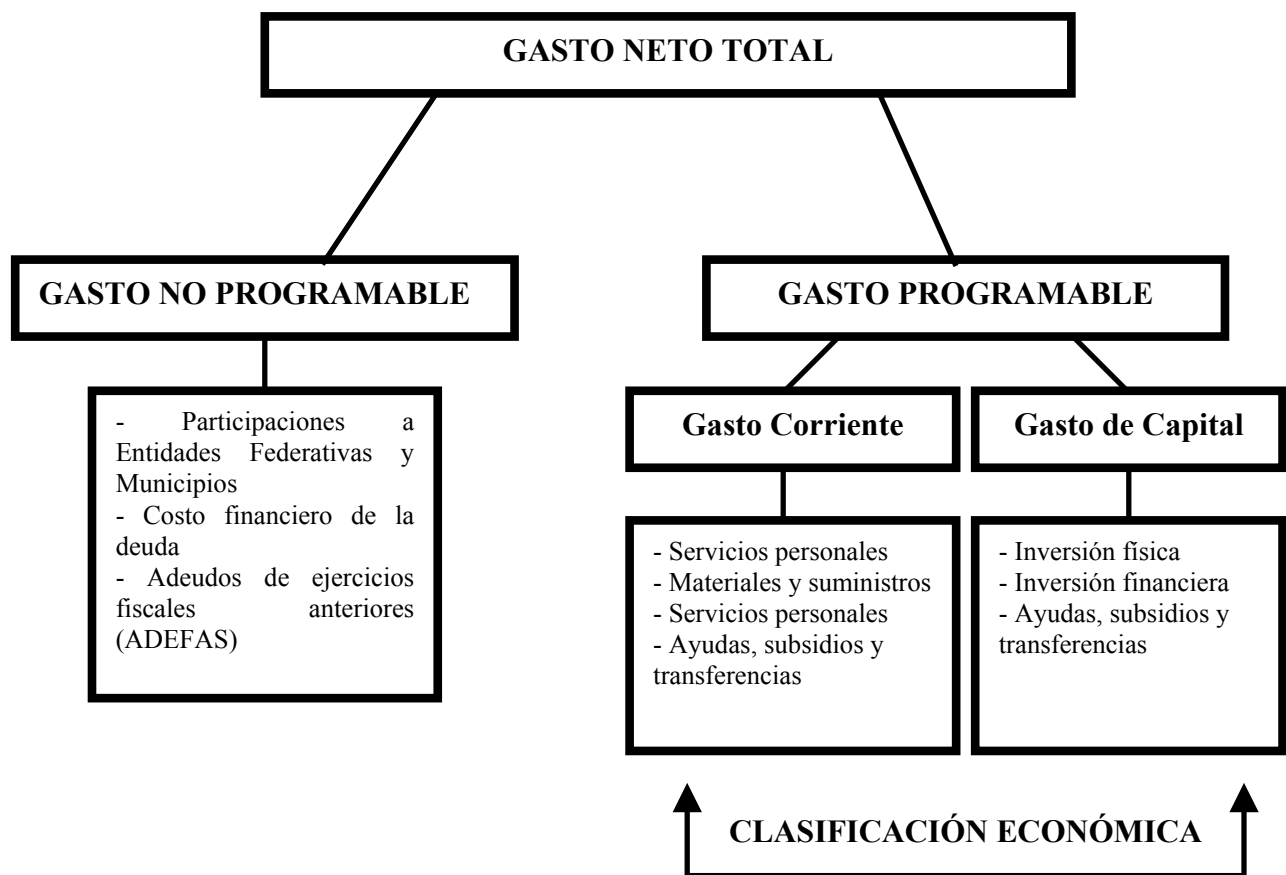 GASTO NETO TOTAL
GASTO NO PROGRAMABLE
GASTO PROGRAMABLE
- Participaciones a
Entidades Federativas y
Municipios
- Costo financiero de la
deuda
- Adeudos de ejercicios
fiscales anteriores
(ADEFAS)
Gasto Corriente
Gasto de Capital
- Servicios personales
- Materiales y suministros
- Servicios personales
- Ayudas, subsidios y
transferencias
- Inversión física
- Inversión financiera
- Ayudas, subsidios y
transferencias
CLASIFICACIÓN ECONÓMICA